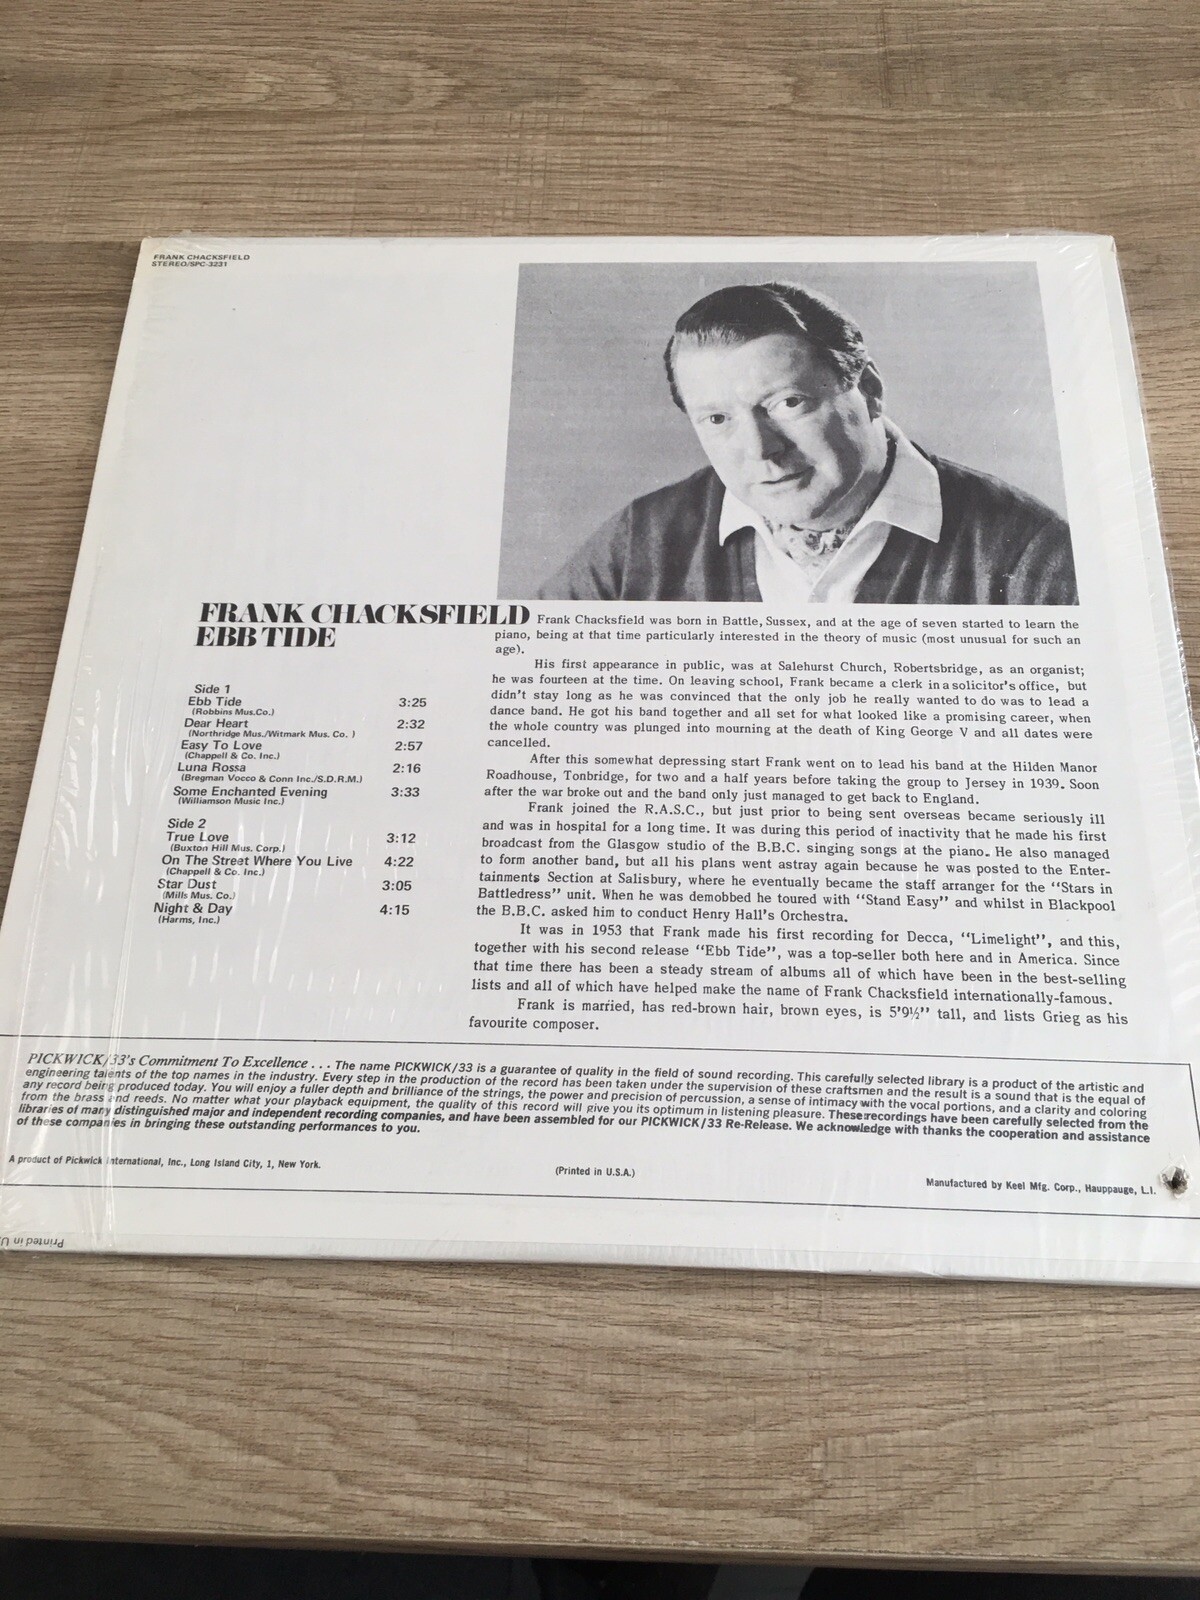 FRANK CHACKSFIELD
STEREO/SPC-3231
FRANK CHACKSFIELD
EBB TIDE
Side 1
Ebb Tide 3:25
(Robbins Mus.Co.)
Dear Heart 2:32
(Northridge Mus./Witmark Mus. Co. )
Easy To Love 2:57
(Chappell & Co. Inc.)
Luna Rossa 2:16
(Bregman Vocco & Conn Inc./S.D.R.M.)
Some Enchanted Evening 3:33
(Williamson Music Inc.)
Side 2
True Love 3:12
(Buxton Hill Mus. Corp.)
On The Street Where You Live 4:22
(Chappell & Co. Inc.)
Star Dust 3:05
(Mills Mus. Co.)
Night & Day 4:15
(Harms, Inc.)
Frank Chacksfield was born in Battle, Sussex, and at the age of seven started to learn the
piano, being at that time particularly interested in the theory of music (most unusual for such an
age).
His first appearance in public, was at Salehurst Church, Robertsbridge, as an organist;
he was fourteen at the time. On leaving school, Frank became a clerk in a solicitor's office, but
didn't stay long as he was convinced that the only job he really wanted to do was to lead a
dance band. He got his band together and all set for what looked like a promising career, when
the whole country was plunged into mourning at the death of King George V and all dates were
cancelled.
After this somewhat depressing start Frank went on to lead his band at the Hilden Manor
Roadhouse, Tonbridge, for two and a half years before taking the group to Jersey in 1939. Soon
after the war broke out and the band only just managed to get back to England.
Frank joined the R.A.S.C., but just prior to being sent overseas became seriously ill
and was in hospital for a long time. It was during this period of inactivity that he made his first
broadcast from the Glasgow studio of the B.B.C. singing songs at the piano. He also managed
to form another band, but all his plans went astray again because he was posted to the Enter-
tainments Section at Salisbury, where he eventually became the staff arranger for the "Stars in
Battledress" unit. When he was demobbed he toured with "Stand Easy" and whilst in Blackpool
the B.B.C. asked him to conduct Henry Hall's Orchestra.
It was in 1953 that Frank made his first recording for Decca, "Limelight", and this,
together with his second release "Ebb Tide", was a top-seller both here and in America. Since
that time there has been a steady stream of albums all of which have been in the best-selling
lists and all of which have helped make the name of Frank Chacksfield internationally-famous.
Frank is married, has red-brown hair, brown eyes, is 5'9½" tall, and lists Grieg as his
favourite composer.
PICKWICK/33's Commitment To Excellence . . . The name PICKWICK/33 is a guarantee of quality in the field of sound recording. This carefully selected library is a product of the artistic and
engineering talents of the top names in the industry. Every step in the production of the record has been taken under the supervision of these craftsmen and the result is a sound that is the equal of
any record being produced today. You will enjoy a fuller depth and brilliance of the strings, the power and precision of percussion, a sense of intimacy with the vocal portions, and a clarity and coloring
from the brass and reeds. No matter what your playback equipment, the quality of this record will give you its optimum in listening pleasure. These recordings have been carefully selected from the
libraries of many distinguished major and independent recording companies, and have been assembled for our PICKWICK/33 Re-Release. We acknowledge with thanks the cooperation and assistance
of these companies in bringing these outstanding performances to you.
A product of Pickwick International, Inc., Long Island City, 1, New York.
(Printed in U.S.A.)
Manufactured by Keel Mfg. Corp., Hauppauge, L.I.
Printed in U